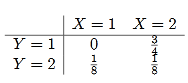 X = 1 X = 2
Y = 1 0 3/4
Y = 2 1/8 1/8